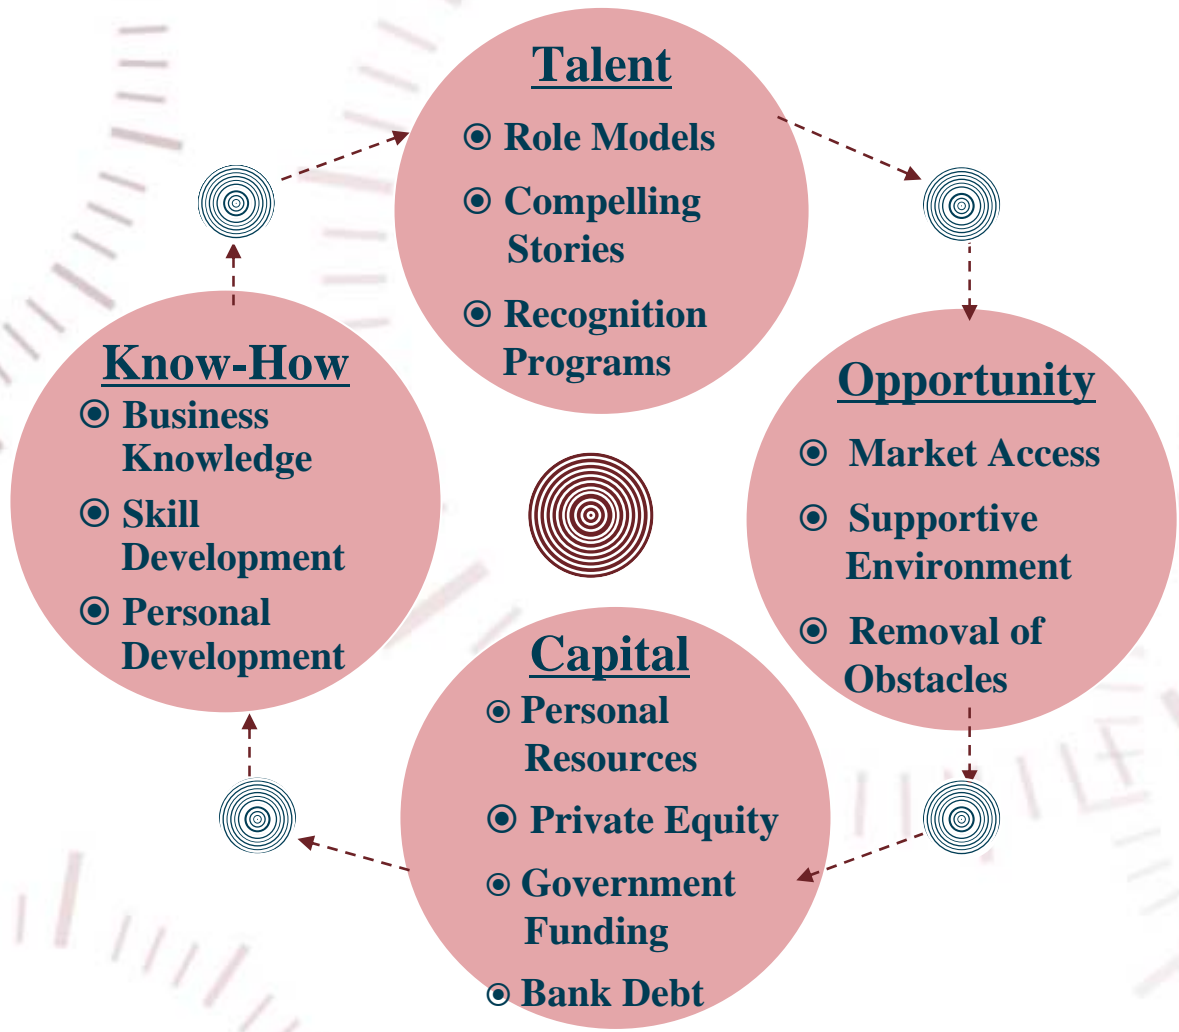 Talent
Role Models
Compelling
Stories
Recognition
Programs
Know-How
Business
Knowledge
Skill
Development
Personal
Development
Opportunity
Market Access
Supportive
Environment
Removal of
Obstacles
Capital
Personal
Resources
Private Equity
Government
Funding
Bank Debt